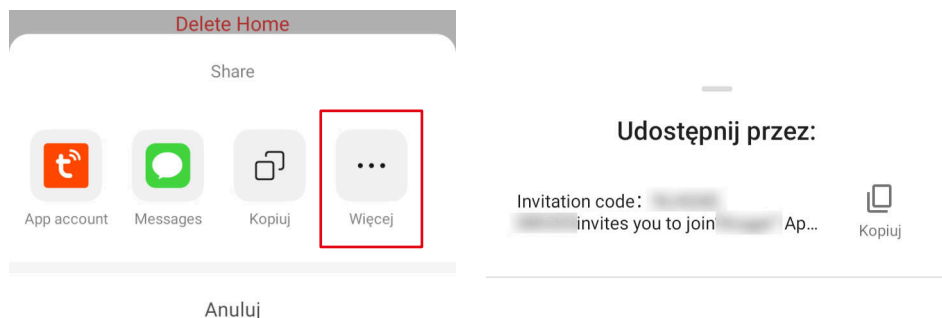 Delete Home
Share
App account
Messages
Kopiuj
Więcej
Anuluj
Udostępnij przez:
Invitation code:
invites you to join Ap...
Kopiuj